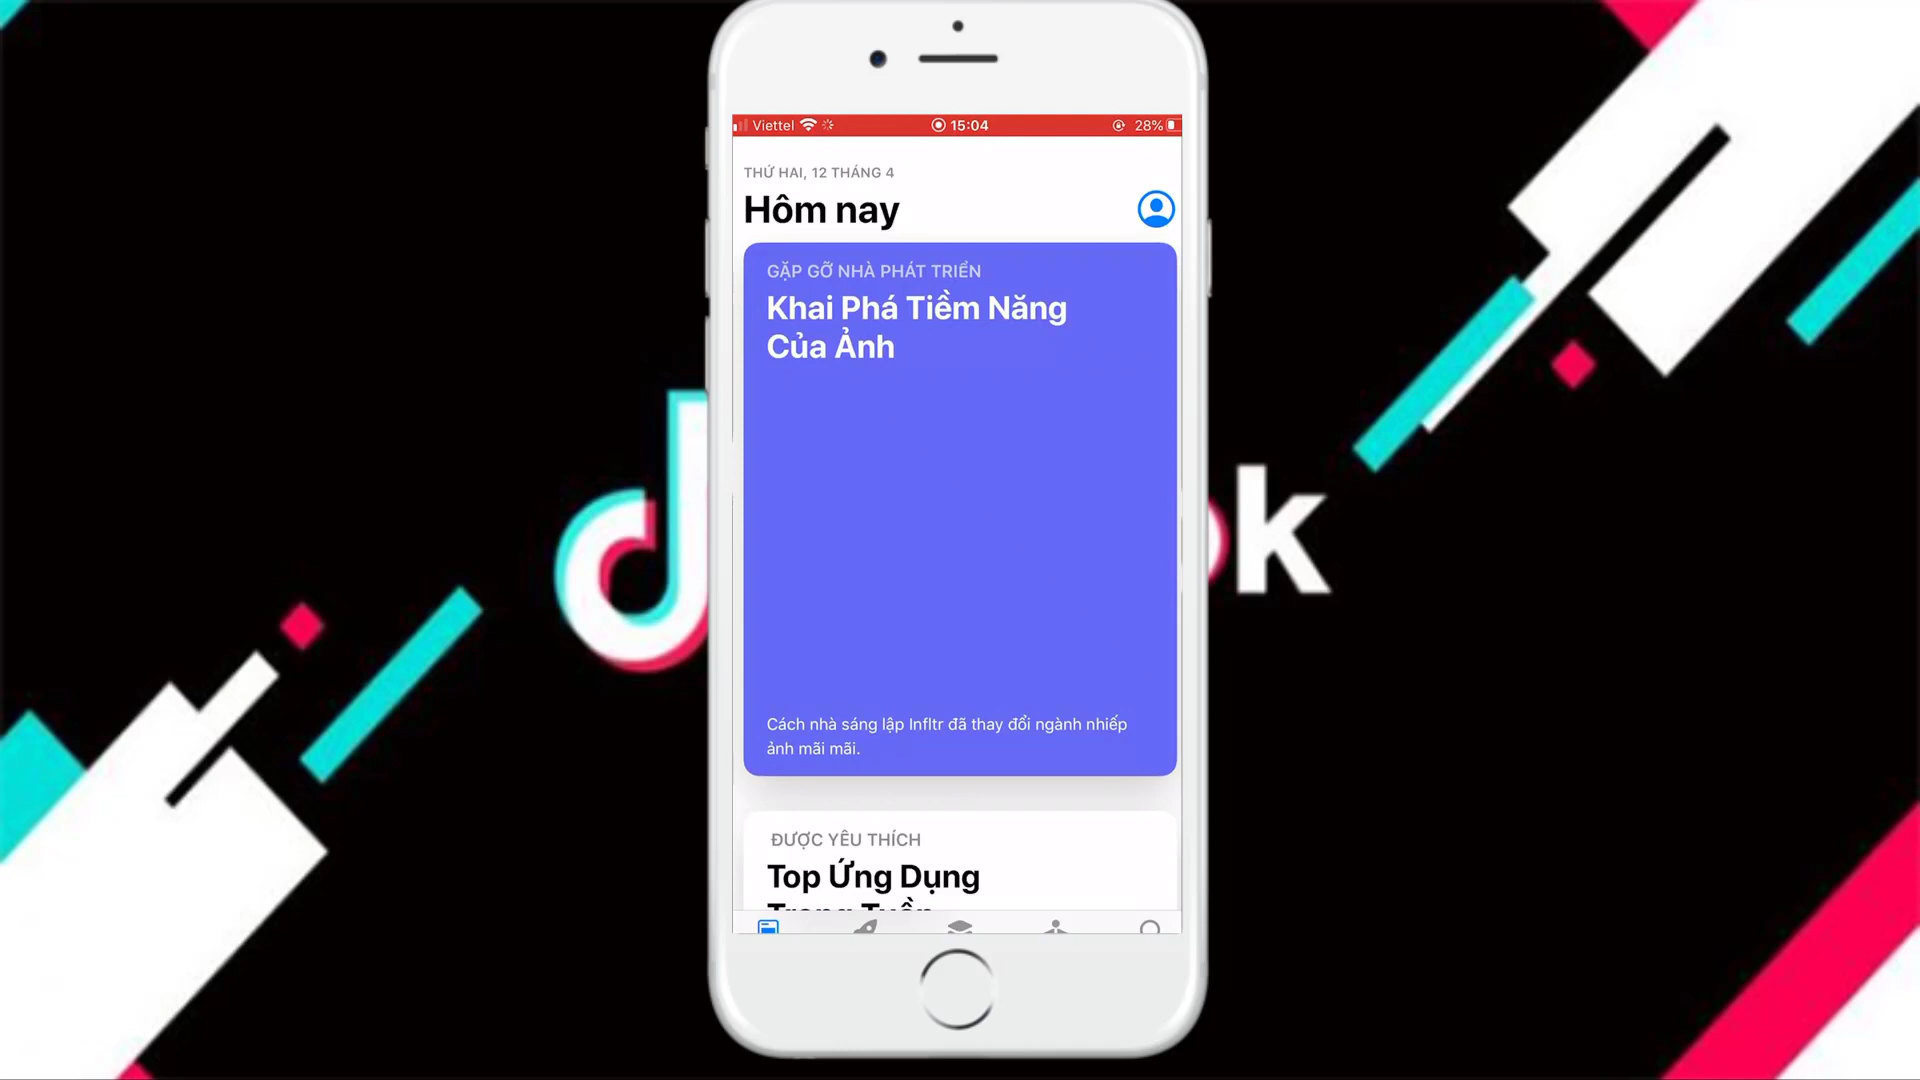 Viettel 15:04 28%
THỨ HAI, 12 THÁNG 4
Hôm nay
GẶP GỠ NHÀ PHÁT TRIỂN
Khai Phá Tiềm Năng
Của Ảnh
k
Cách nhà sáng lập Infltr đã thay đổi ngành nhiếp
ảnh mãi mãi.
ĐƯỢC YÊU THÍCH
Top Ứng Dụng
Trong Tuần